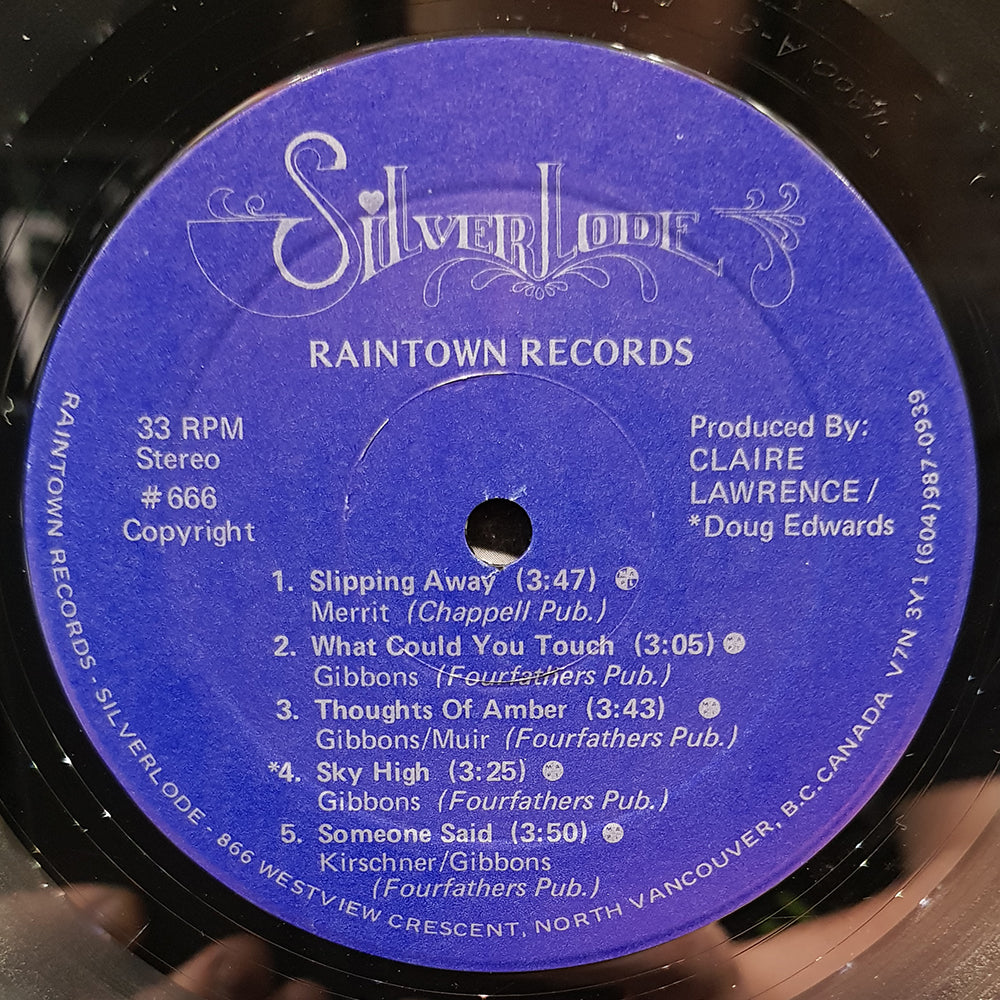 SilverLode
RAINTOWN RECORDS
33 RPM
Stereo
#666
Copyright
Produced By:
CLAIRE
LAWRENCE /
*Doug Edwards
1. Slipping Away (3:47)
Merrit (Chappell Pub.)
2. What Could You Touch (3:05)
Gibbons (Fourfathers Pub.)
3. Thoughts Of Amber (3:43)
Gibbons/Muir (Fourfathers Pub.)
*4. Sky High (3:25)
Gibbons (Fourfathers Pub.)
5. Someone Said (3:50)
Kirschner/Gibbons
(Fourfathers Pub.)
RAINTOWN RECORDS - SILVERLODE - 866 WESTVIEW CRESCENT, NORTH VANCOUVER, B.C. CANADA V7N 3Y1 (604) 987-0939